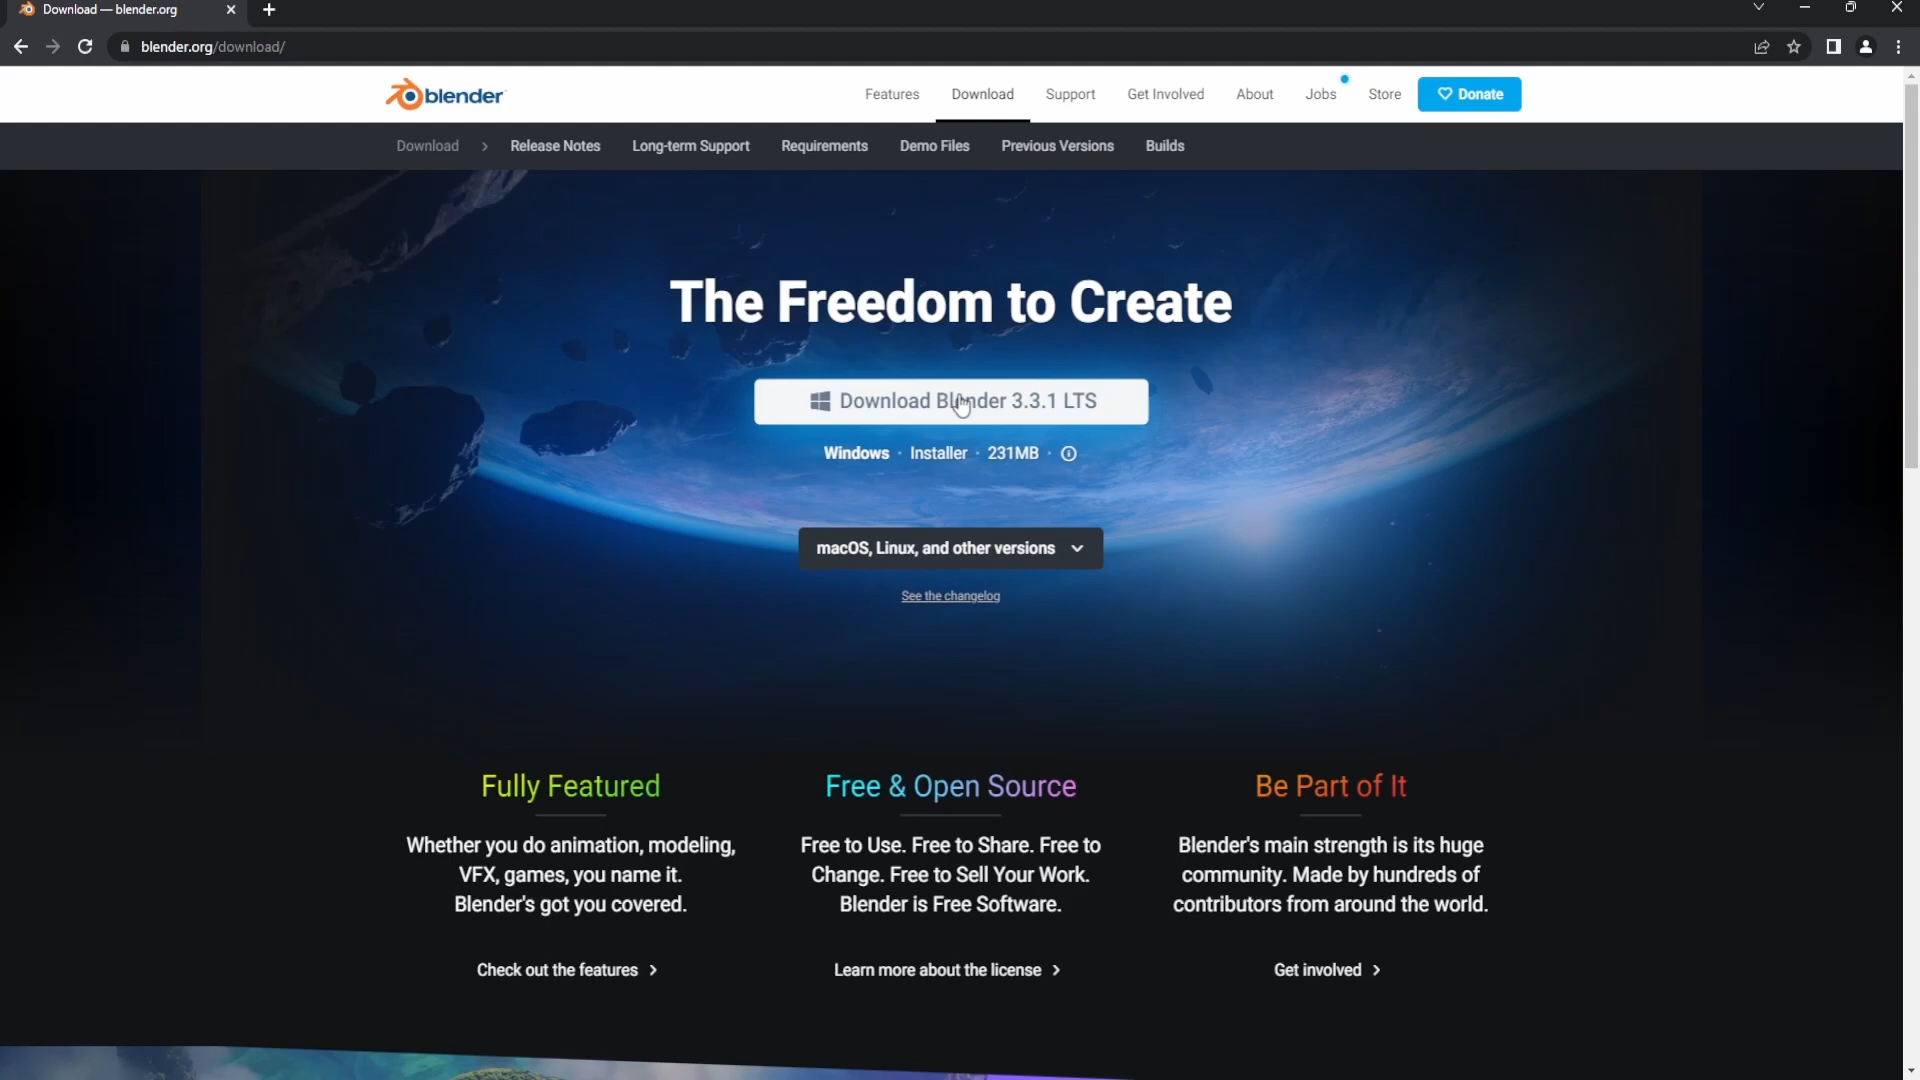 Download — blender.org
blender.org/download/
blender
Features
Download
Support
Get Involved
About
Jobs
Store
Donate
Download
Release Notes
Long-term Support
Requirements
Demo Files
Previous Versions
Builds
The Freedom to Create
Download Blender 3.3.1 LTS
Windows · Installer · 231MB ·
macOS, Linux, and other versions
See the changelog
Fully Featured
Whether you do animation, modeling,
VFX, games, you name it.
Blender's got you covered.
Check out the features
Free & Open Source
Free to Use. Free to Share. Free to
Change. Free to Sell Your Work.
Blender is Free Software.
Learn more about the license
Be Part of It
Blender's main strength is its huge
community. Made by hundreds of
contributors from around the world.
Get involved